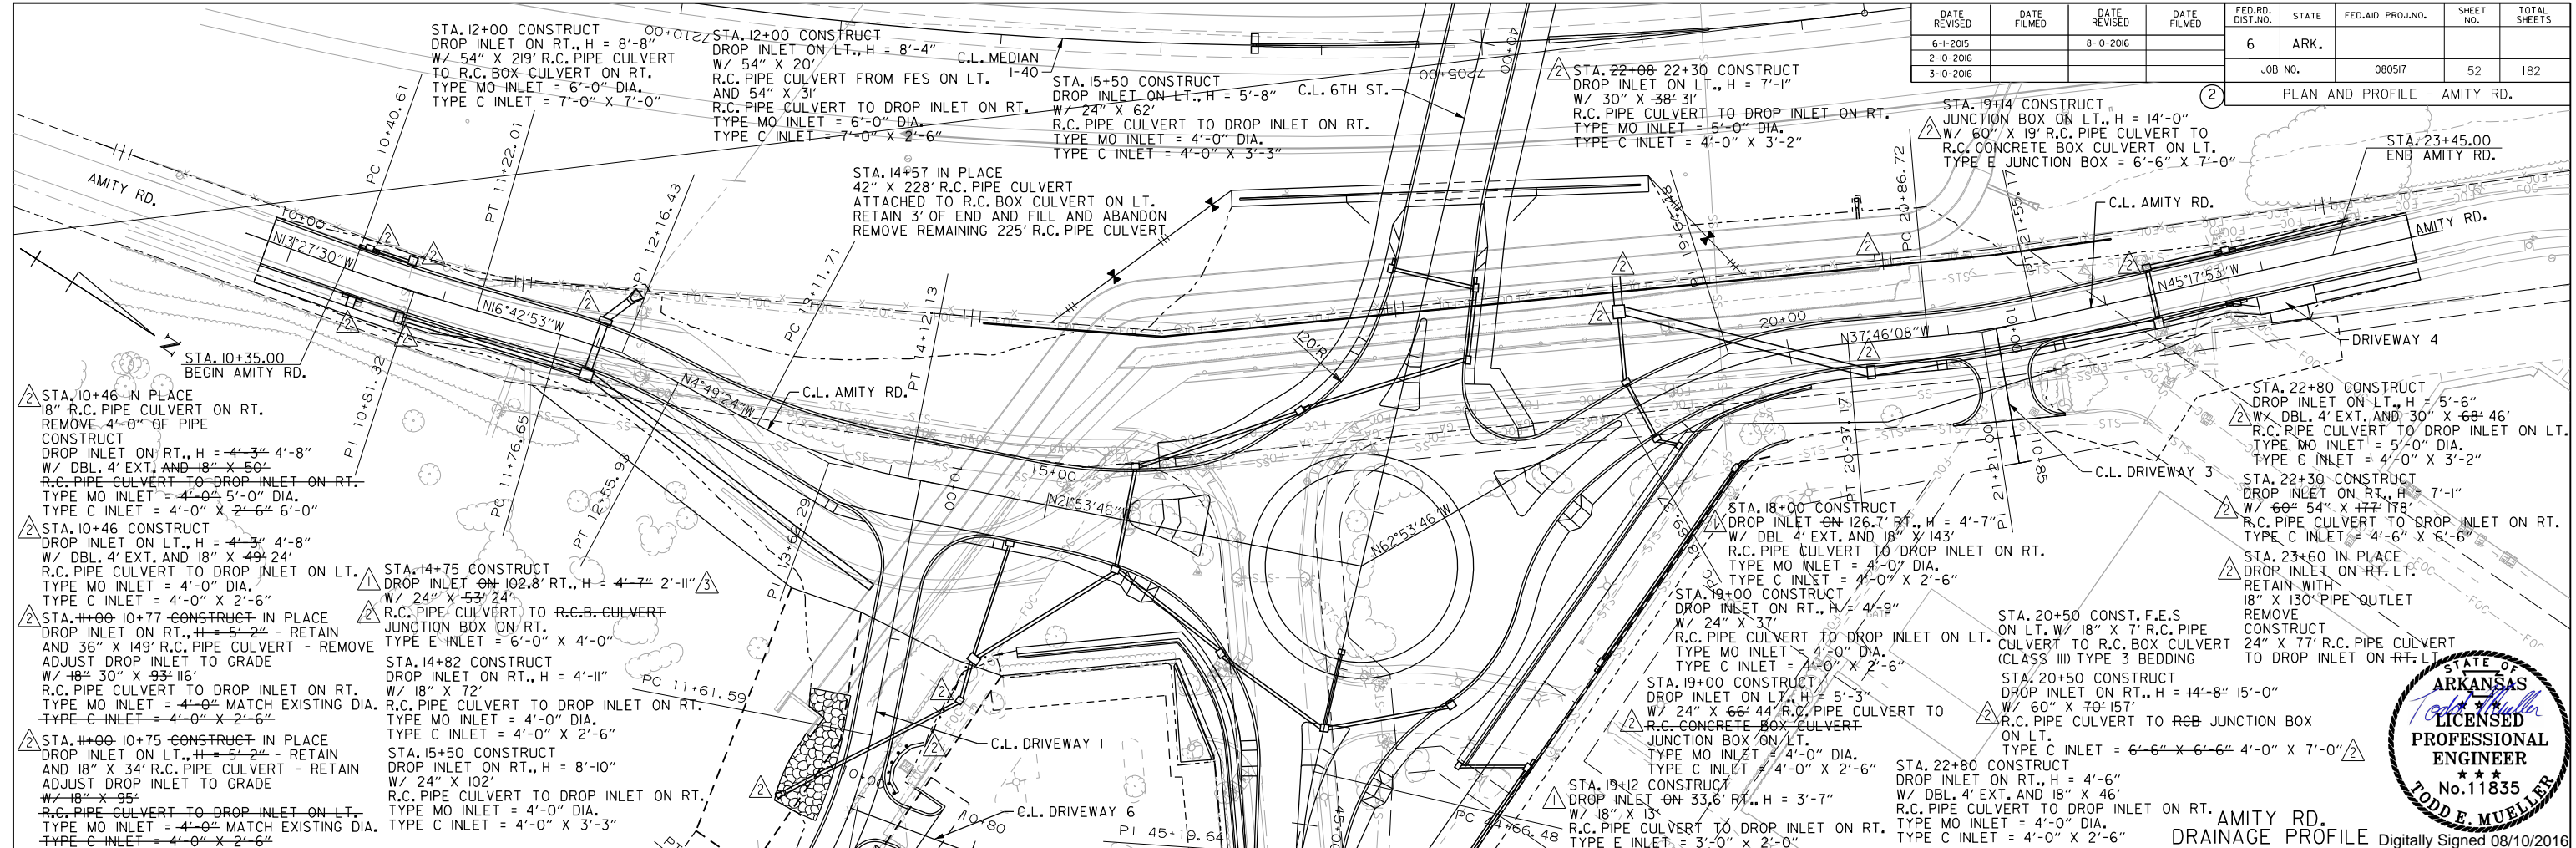 DATE REVISED
DATE FILMED
DATE REVISED
DATE FILMED
FED.RD. DIST.NO.
STATE
FED.AID PROJ.NO.
SHEET NO.
TOTAL SHEETS
6-1-2015
8-10-2016
6
ARK.
2-10-2016
3-10-2016
JOB NO.
080517
52
182
2
PLAN AND PROFILE - AMITY RD.
STA. 12+00 CONSTRUCT
DROP INLET ON RT., H = 8'-8"
W/ 54" X 219' R.C. PIPE CULVERT
TO R.C. BOX CULVERT ON RT.
TYPE MO INLET = 6'-0" DIA.
TYPE C INLET = 7'-0" X 7'-0"
7210+00
STA. 12+00 CONSTRUCT
DROP INLET ON LT., H = 8'-4"
W/ 54" X 20'
R.C. PIPE CULVERT FROM FES ON LT.
AND 54" X 31'
R.C. PIPE CULVERT TO DROP INLET ON RT.
TYPE MO INLET = 6'-0" DIA.
TYPE C INLET = 7'-0" X 2'-6"
C.L. MEDIAN
I-40
STA. 15+50 CONSTRUCT
DROP INLET ON LT., H = 5'-8"
W/ 24" X 62'
R.C. PIPE CULVERT TO DROP INLET ON RT.
TYPE MO INLET = 4'-0" DIA.
TYPE C INLET = 4'-0" X 3'-3"
7205+00
40+00
C.L. 6TH ST.
2
STA. 22+08 22+30 CONSTRUCT
DROP INLET ON LT., H = 7'-1"
W/ 30" X 38' 31'
R.C. PIPE CULVERT TO DROP INLET ON RT.
TYPE MO INLET = 5'-0" DIA.
TYPE C INLET = 4'-0" X 3'-2"
STA. 19+14 CONSTRUCT
JUNCTION BOX ON LT., H = 14'-0"
2
W/ 60" X 19' R.C. PIPE CULVERT TO
R.C. CONCRETE BOX CULVERT ON LT.
TYPE E JUNCTION BOX = 6'-6" X 7'-0"
STA. 23+45.00
END AMITY RD.
STA. 14+57 IN PLACE
42" X 228' R.C. PIPE CULVERT
ATTACHED TO R.C. BOX CULVERT ON LT.
RETAIN 3' OF END AND FILL AND ABANDON
REMOVE REMAINING 225' R.C. PIPE CULVERT
AMITY RD.
PC 10+40.61
PT 11+22.01
PI 12+16.43
PC 13+11.71
PT 14+12.13
PI 19+64.48
PC 20+86.72
PT 21+55.17
C.L. AMITY RD.
AMITY RD.
10+00
N13°27'30"W
N16°42'53"W
N4°49'24"W
C.L. AMITY RD.
120'R
20+00
N37°46'08"W
N45°17'53"W
DRIVEWAY 4
N
STA. 10+35.00
BEGIN AMITY RD.
PI 10+81.32
PC 11+76.65
PT 12+55.93
PI 13+62.29
10+00
15+00
N21°53'46"W
N62°53'46"W
PC 18+89.37
PT 20+37.17
PI 21+21.00
10+00
10+85
C.L. DRIVEWAY 3
2
STA. 10+46 IN PLACE
18" R.C. PIPE CULVERT ON RT.
REMOVE 4'-0" OF PIPE
CONSTRUCT
DROP INLET ON RT., H = 4'-3" 4'-8"
W/ DBL. 4' EXT. AND 18" X 50'
R.C. PIPE CULVERT TO DROP INLET ON RT.
TYPE MO INLET = 4'-0" 5'-0" DIA.
TYPE C INLET = 4'-0" X 2'-6" 6'-0"
2
STA. 10+46 CONSTRUCT
DROP INLET ON LT., H = 4'-3" 4'-8"
W/ DBL. 4' EXT. AND 18" X 49' 24'
R.C. PIPE CULVERT TO DROP INLET ON LT.
TYPE MO INLET = 4'-0" DIA.
TYPE C INLET = 4'-0" X 2'-6"
2
STA. 11+00 10+77 CONSTRUCT IN PLACE
DROP INLET ON RT., H = 5'-2" - RETAIN
AND 36" X 149' R.C. PIPE CULVERT - REMOVE
ADJUST DROP INLET TO GRADE
W/ 18" 30" X 93' 116'
R.C. PIPE CULVERT TO DROP INLET ON RT.
TYPE MO INLET = 4'-0" MATCH EXISTING DIA.
TYPE C INLET = 4'-0" X 2'-6"
2
STA. 11+00 10+75 CONSTRUCT IN PLACE
DROP INLET ON LT., H = 5'-2" - RETAIN
AND 18" X 34' R.C. PIPE CULVERT - RETAIN
ADJUST DROP INLET TO GRADE
W/ 18" X 95'
R.C. PIPE CULVERT TO DROP INLET ON LT.
TYPE MO INLET = 4'-0" MATCH EXISTING DIA.
TYPE C INLET = 4'-0" X 2'-6"
STA. 14+75 CONSTRUCT
1
DROP INLET ON 102.8' RT., H = 4'-7" 2'-11"
3
W/ 24" X 53' 24'
2
R.C. PIPE CULVERT TO R.C.B. CULVERT
JUNCTION BOX ON RT.
TYPE E INLET = 6'-0" X 4'-0"
STA. 14+82 CONSTRUCT
DROP INLET ON RT., H = 4'-11"
W/ 18" X 72'
R.C. PIPE CULVERT TO DROP INLET ON RT.
TYPE MO INLET = 4'-0" DIA.
TYPE C INLET = 4'-0" X 2'-6"
STA. 15+50 CONSTRUCT
DROP INLET ON RT., H = 8'-10"
W/ 24" X 102'
R.C. PIPE CULVERT TO DROP INLET ON RT.
TYPE MO INLET = 4'-0" DIA.
TYPE C INLET = 4'-0" X 3'-3"
PC 11+61.59
C.L. DRIVEWAY 1
C.L. DRIVEWAY 6
10+80
PI 45+19.64
PC 44+66.48
STA. 18+00 CONSTRUCT
1
DROP INLET ON 126.7' RT., H = 4'-7"
W/ DBL 4' EXT. AND 18" X 143'
R.C. PIPE CULVERT TO DROP INLET ON RT.
TYPE MO INLET = 4'-0" DIA.
TYPE C INLET = 4'-0" X 2'-6"
STA. 19+00 CONSTRUCT
DROP INLET ON RT., H = 4'-9"
W/ 24" X 37'
R.C. PIPE CULVERT TO DROP INLET ON LT.
TYPE MO INLET = 4'-0" DIA.
TYPE C INLET = 4'-0" X 2'-6"
STA. 19+00 CONSTRUCT
DROP INLET ON LT., H = 5'-3"
W/ 24" X 66' 44' R.C. PIPE CULVERT TO
2
R.C. CONCRETE BOX CULVERT
JUNCTION BOX ON LT.
TYPE MO INLET = 4'-0" DIA.
TYPE C INLET = 4'-0" X 2'-6"
STA. 19+12 CONSTRUCT
1
DROP INLET ON 33.6' RT., H = 3'-7"
W/ 18" X 13'
R.C. PIPE CULVERT TO DROP INLET ON RT.
TYPE E INLET = 3'-0" X 2'-0"
STA. 22+80 CONSTRUCT
DROP INLET ON LT., H = 5'-6"
2
W/ DBL. 4' EXT. AND 30" X 68' 46'
R.C. PIPE CULVERT TO DROP INLET ON LT.
TYPE MO INLET = 5'-0" DIA.
TYPE C INLET = 4'-0" X 3'-2"
STA. 22+30 CONSTRUCT
DROP INLET ON RT., H = 7'-1"
2
W/ 60" 54" X 177' 178'
R.C. PIPE CULVERT TO DROP INLET ON RT.
TYPE C INLET = 4'-6" X 6'-6"
STA. 23+60 IN PLACE
2
DROP INLET ON RT. LT.
RETAIN WITH
18" X 130' PIPE OUTLET
REMOVE
CONSTRUCT
24" X 77' R.C. PIPE CULVERT
TO DROP INLET ON RT. LT.
STA. 20+50 CONST. F.E.S
ON LT. W/ 18" X 7' R.C. PIPE
CULVERT TO R.C. BOX CULVERT
(CLASS III) TYPE 3 BEDDING
STA. 20+50 CONSTRUCT
DROP INLET ON RT., H = 14'-8" 15'-0"
W/ 60" X 70' 157'
2
R.C. PIPE CULVERT TO RCB JUNCTION BOX
ON LT.
TYPE C INLET = 6'-6" X 6'-6" 4'-0" X 7'-0"
2
STA. 22+80 CONSTRUCT
DROP INLET ON RT., H = 4'-6"
W/ DBL. 4' EXT. AND 18" X 46'
R.C. PIPE CULVERT TO DROP INLET ON RT.
TYPE MO INLET = 4'-0" DIA.
TYPE C INLET = 4'-0" X 2'-6"
AMITY RD.
DRAINAGE PROFILE
STATE OF
ARKANSAS
Todd Mueller
LICENSED
PROFESSIONAL
ENGINEER
No. 11835
TODD E. MUELLER
Digitally Signed 08/10/2016